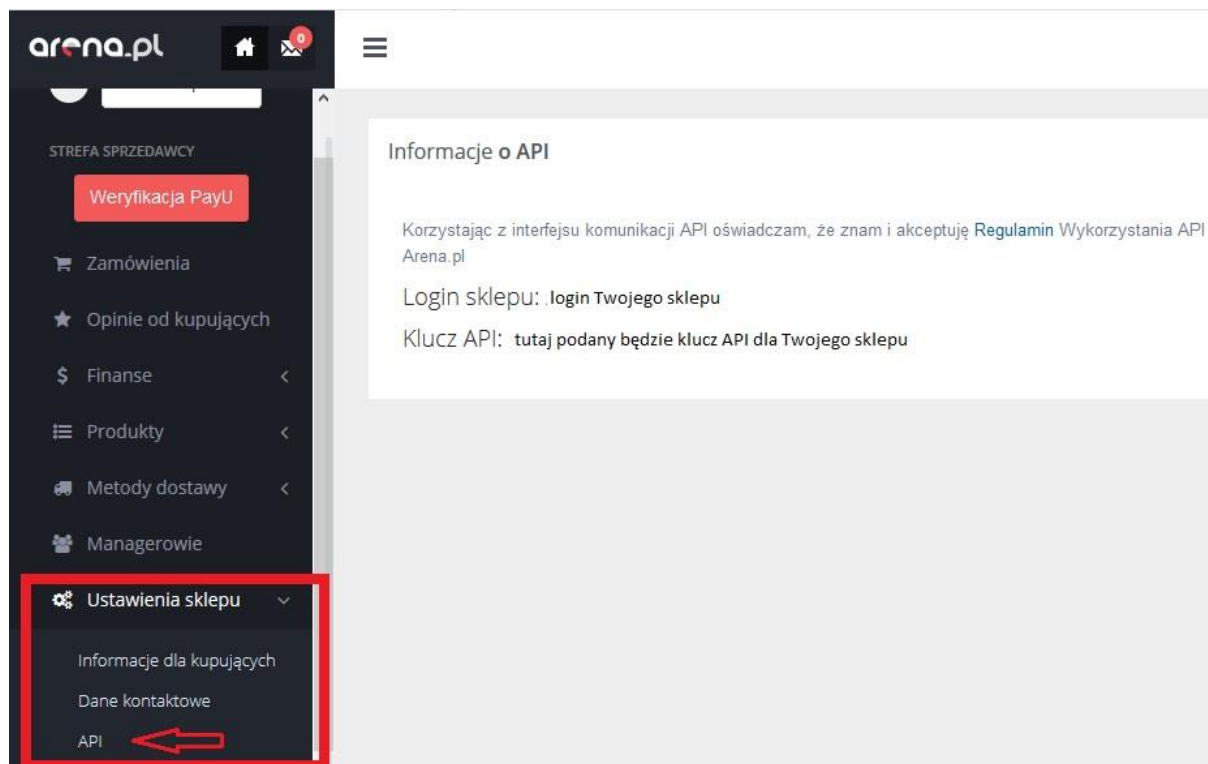 arena.pl
0
STREFA SPRZEDAWCY
Weryfikacja PayU
Zamówienia
Opinie od kupujących
Finanse
Produkty
Metody dostawy
Managerowie
Ustawienia sklepu
Informacje dla kupujących
Dane kontaktowe
API
Informacje o API
Korzystając z interfejsu komunikacji API oświadczam, że znam i akceptuję Regulamin Wykorzystania API
Arena.pl
Login sklepu: login Twojego sklepu
Klucz API: tutaj podany będzie klucz API dla Twojego sklepu